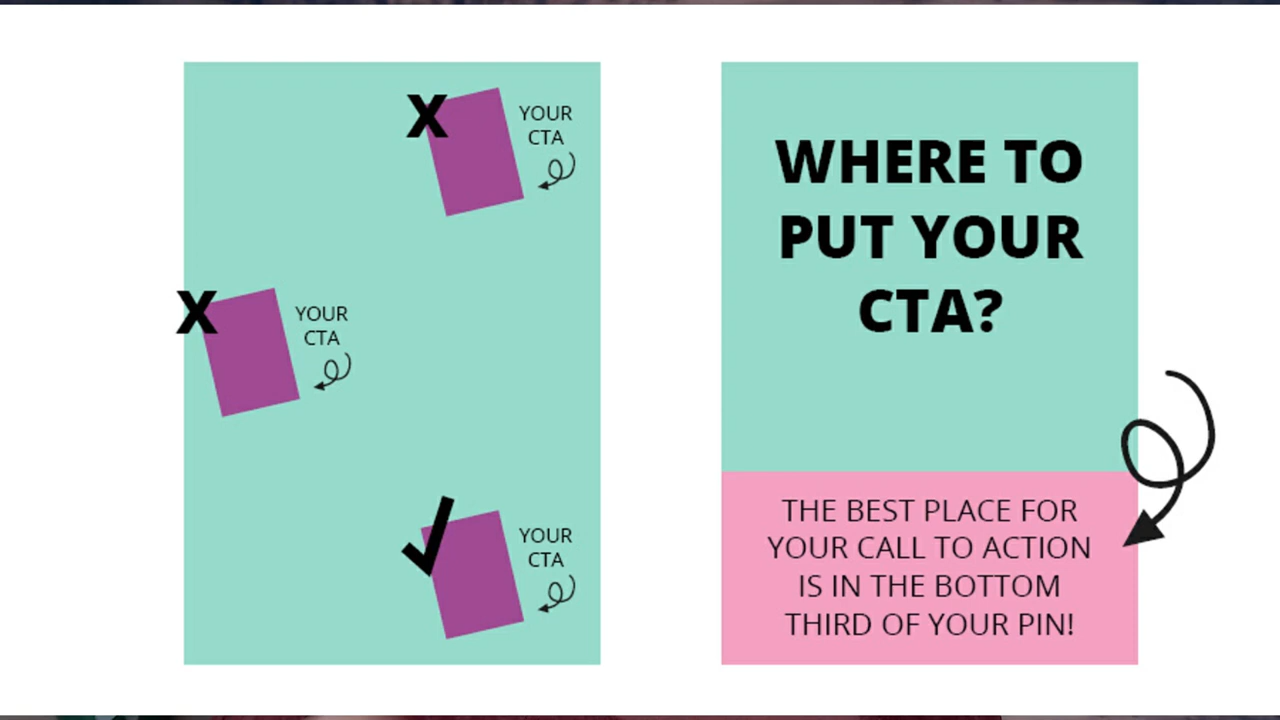 X
YOUR
CTA
X
YOUR
CTA
YOUR
CTA
WHERE TO
PUT YOUR
CTA?
THE BEST PLACE FOR
YOUR CALL TO ACTION
IS IN THE BOTTOM
THIRD OF YOUR PIN!